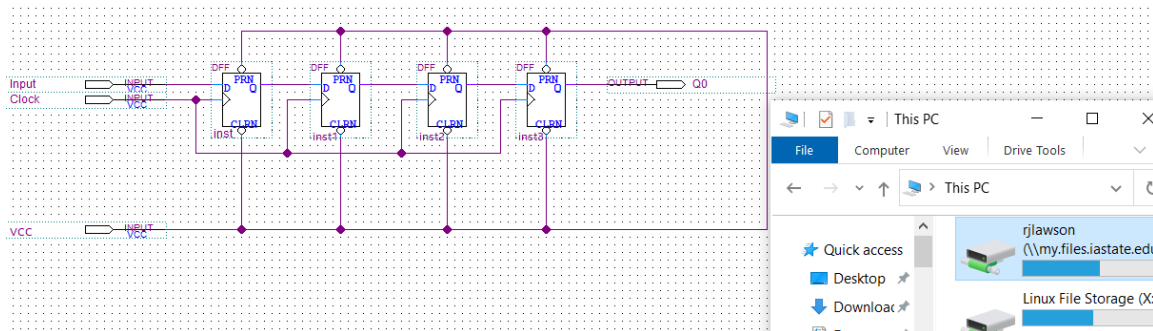 DFF DFF DFF DFF
Input INPUT VCC PRN D Q PRN D Q PRN D Q PRN D Q OUTPUT Q0
Clock INPUT VCC
CLRN CLRN CLRN CLRN
inst inst1 inst2 inst3
VCC INPUT VCC
This PC
File Computer View Drive Tools
This PC
Quick access
Desktop
rjlawson
(\\my.files.iastate.edu
Linux File Storage (X: